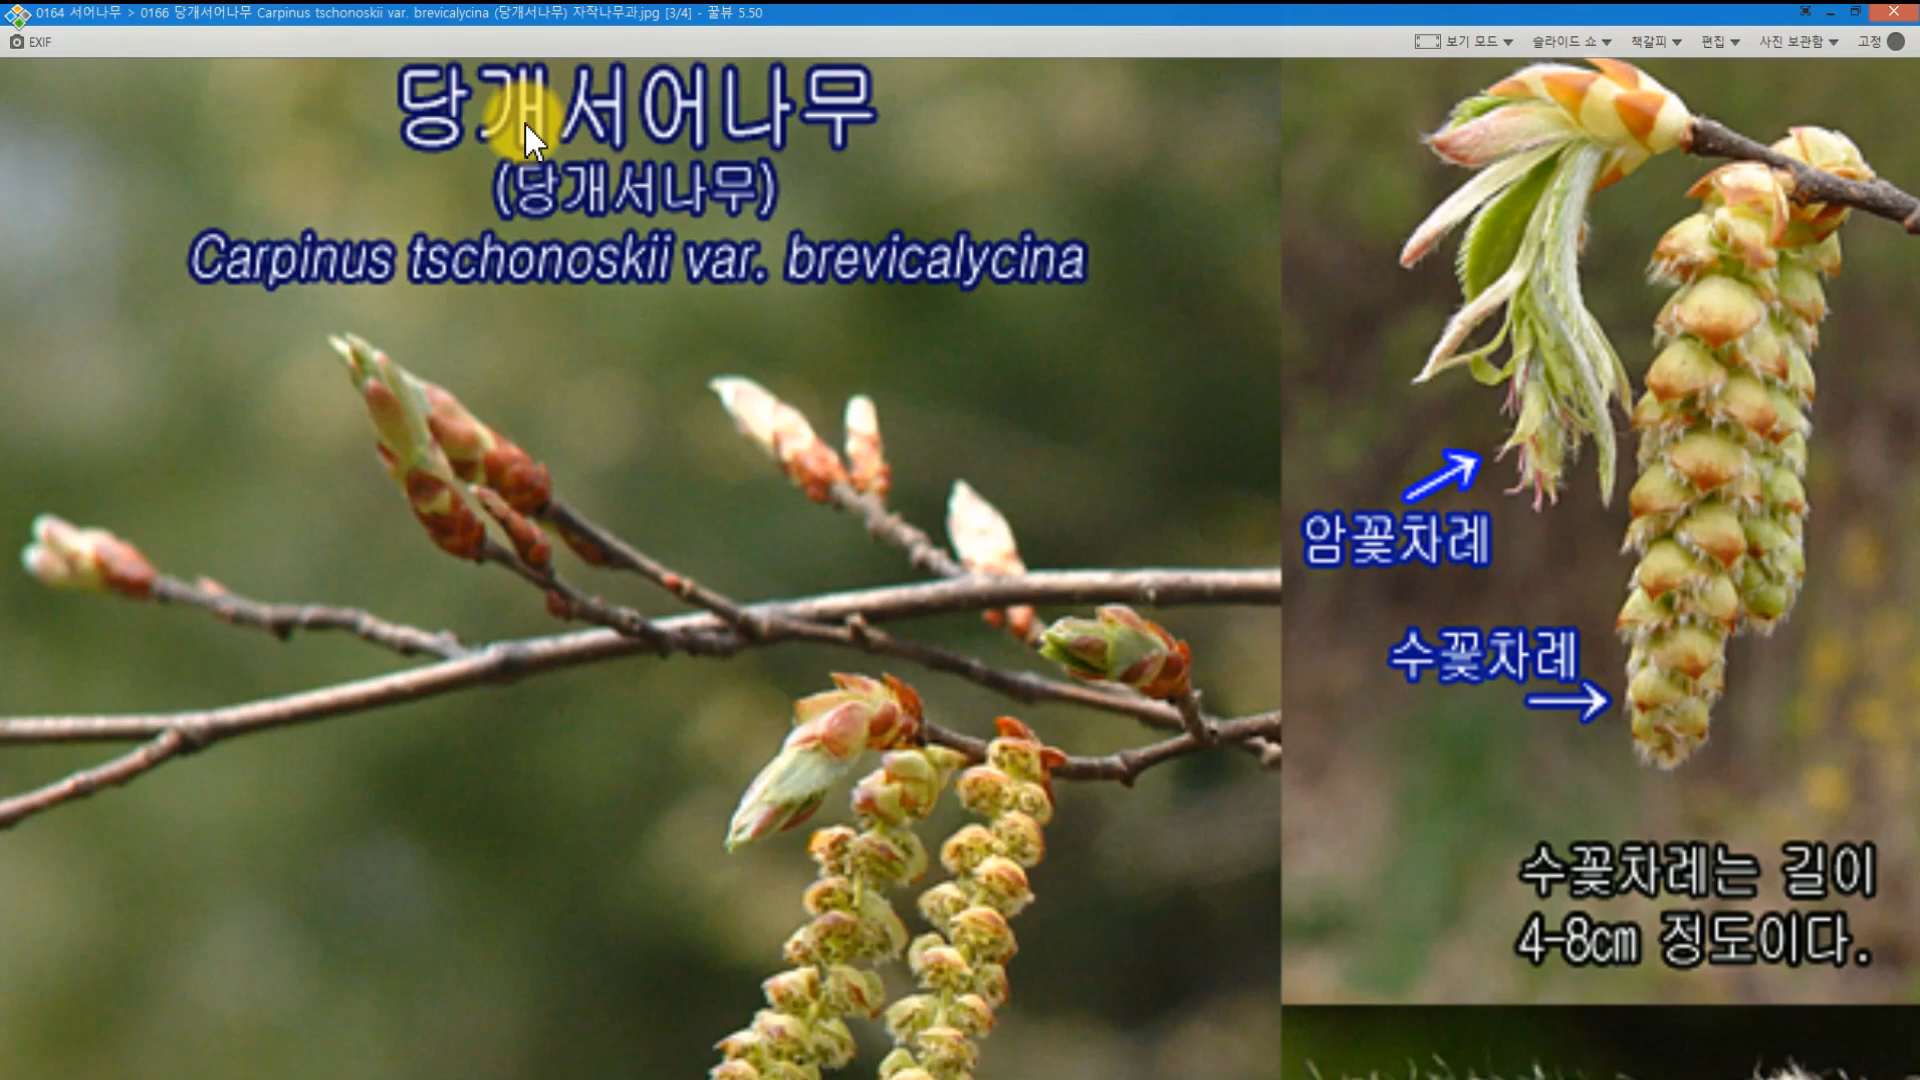 0164 서어나무 > 0166 당개서어나무 Carpinus tschonoskii var. brevicalycina (당개서나무) 자작나무과.jpg [3/4] - 꿀뷰 5.50
EXIF
보기 모드 슬라이드 쇼 책갈피 편집 사진 보관함 고정
당개서어나무
(당개서나무)
Carpinus tschonoskii var. brevicalycina
암꽃차례
수꽃차례
수꽃차례는 길이
4-8cm 정도이다.